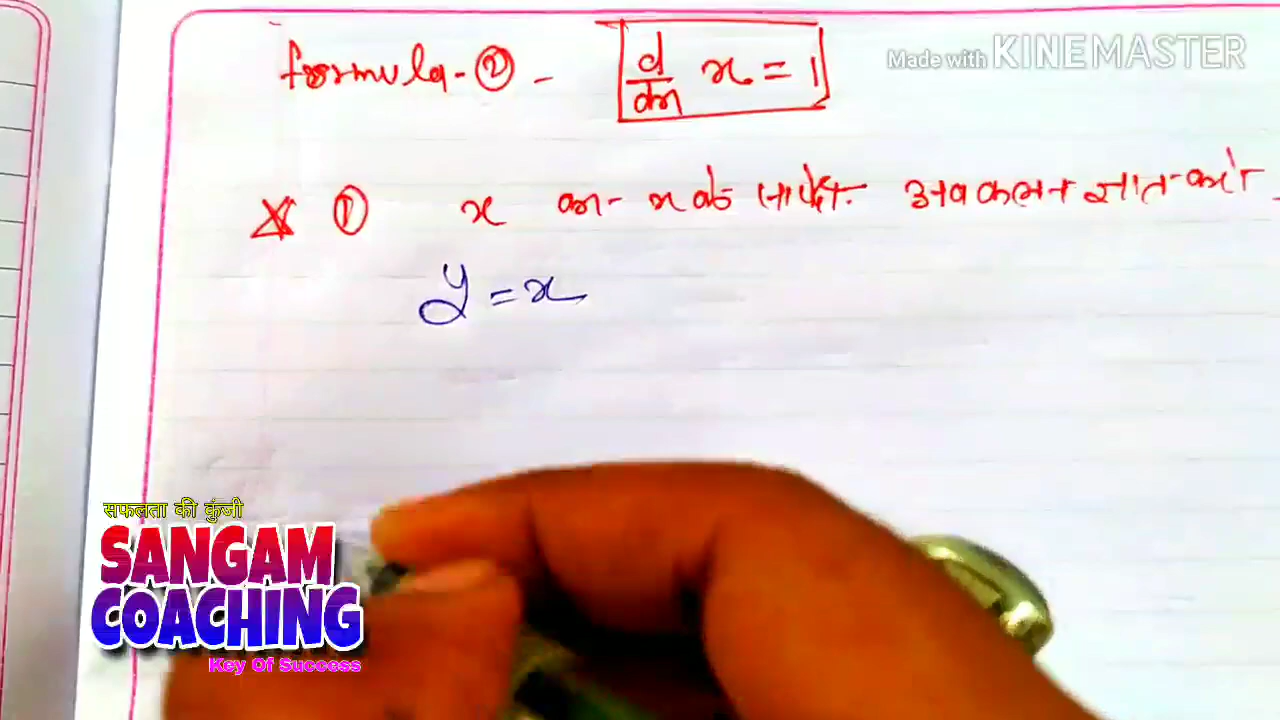 Made with KINEMASTER
formula-② - d/dx x = 1
① x का x के सापेक्ष अवकलन ज्ञात करें
y = x
सफलता की कुंजी
SANGAM
COACHING
Key Of Success